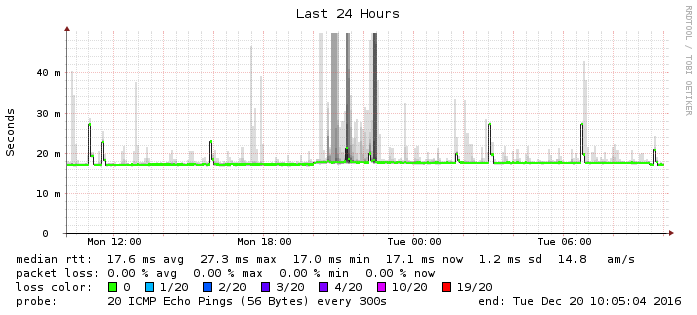 Last 24 Hours
RRDTOOL / TOBI OETIKER
Seconds
40 m
30 m
20 m
10 m
0
Mon 12:00 Mon 18:00 Tue 00:00 Tue 06:00
median rtt: 17.6 ms avg 27.3 ms max 17.0 ms min 17.1 ms now 1.2 ms sd 14.8 am/s
packet loss: 0.00 % avg 0.00 % max 0.00 % min 0.00 % now
loss color: 0 1/20 2/20 3/20 4/20 10/20 19/20
probe: 20 ICMP Echo Pings (56 Bytes) every 300s end: Tue Dec 20 10:05:04 2016